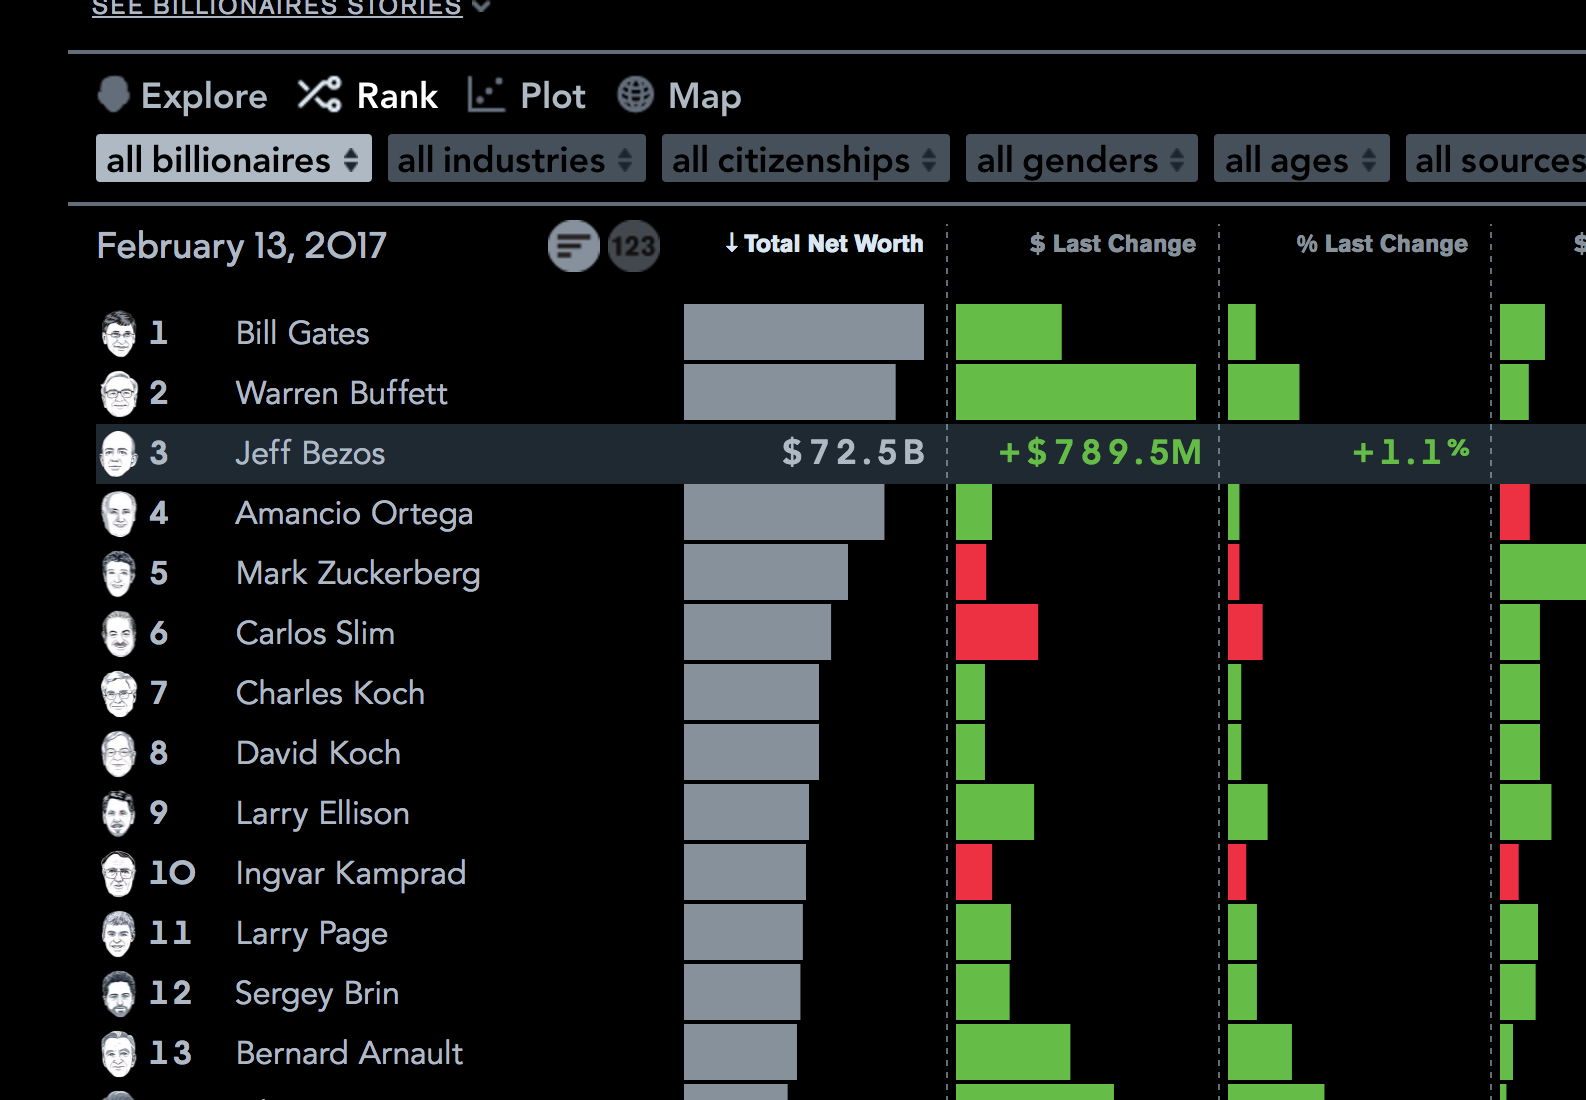 SEE BILLIONAIRES STORIES
Explore Rank Plot Map
all billionaires all industries all citizenships all genders all ages all sources
February 13, 2017 123 ↓ Total Net Worth $ Last Change % Last Change $
1 Bill Gates
2 Warren Buffett
3 Jeff Bezos $72.5B +$789.5M +1.1%
4 Amancio Ortega
5 Mark Zuckerberg
6 Carlos Slim
7 Charles Koch
8 David Koch
9 Larry Ellison
10 Ingvar Kamprad
11 Larry Page
12 Sergey Brin
13 Bernard Arnault